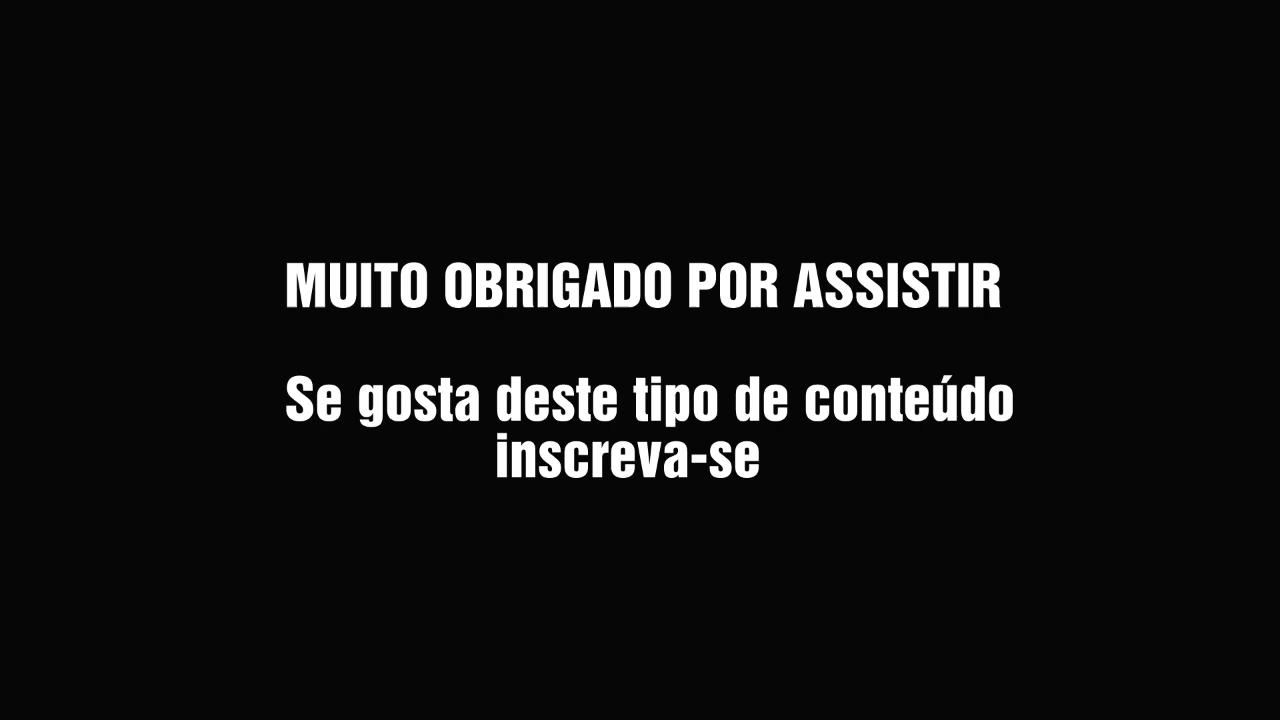 MUITO OBRIGADO POR ASSISTIR
Se gosta deste tipo de conteúdo
inscreva-se